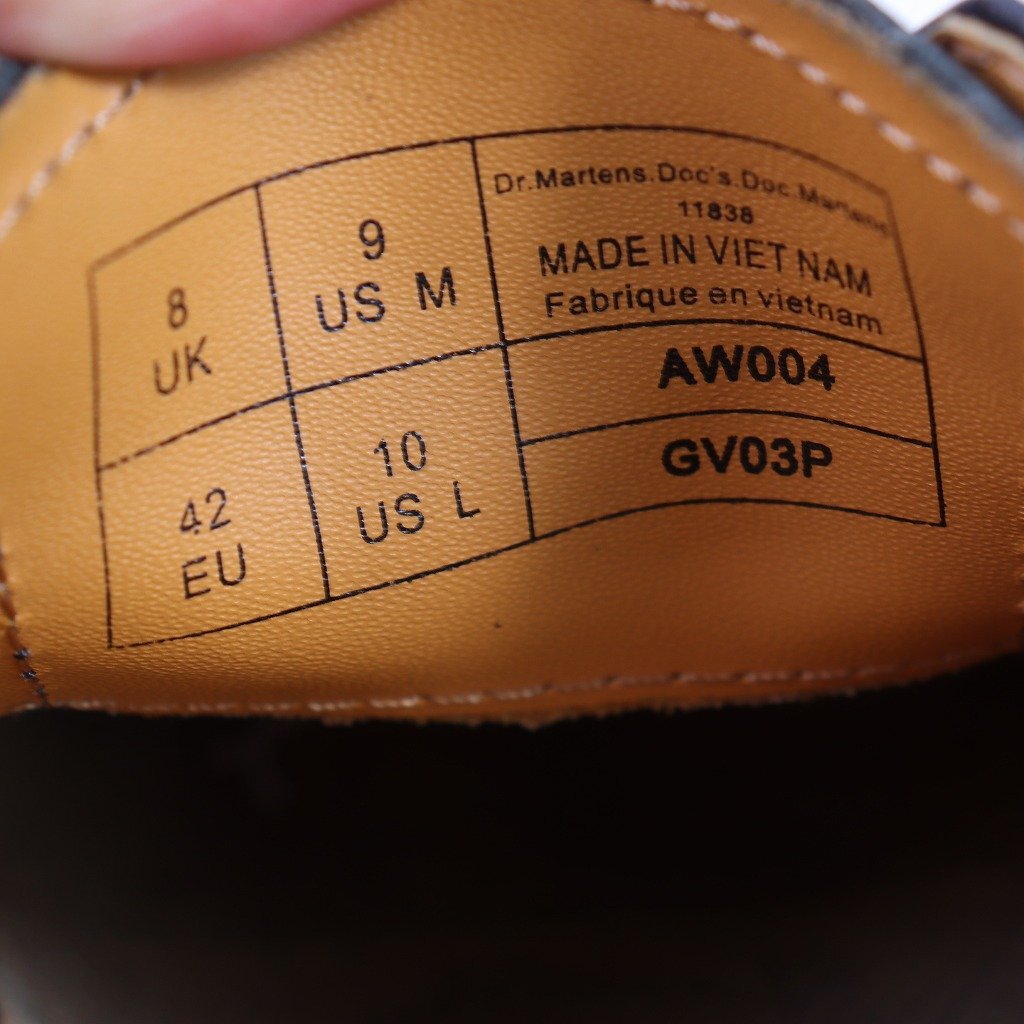 8
UK
9
US M
42
EU
10
US L
Dr.Martens.Doc's.Doc Martens
11838
MADE IN VIET NAM
Fabrique en vietnam
AW004
GV03P